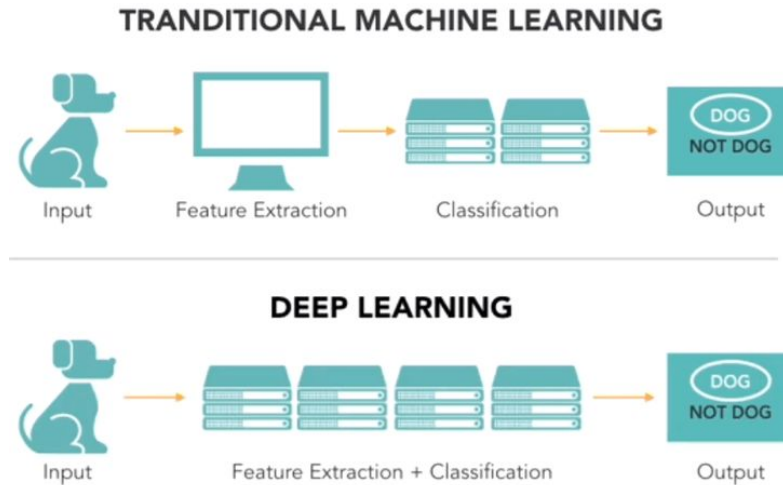 TRANDITIONAL MACHINE LEARNING
DOG
NOT DOG
Input
Feature Extraction
Classification
Output
DEEP LEARNING
DOG
NOT DOG
Input
Feature Extraction + Classification
Output